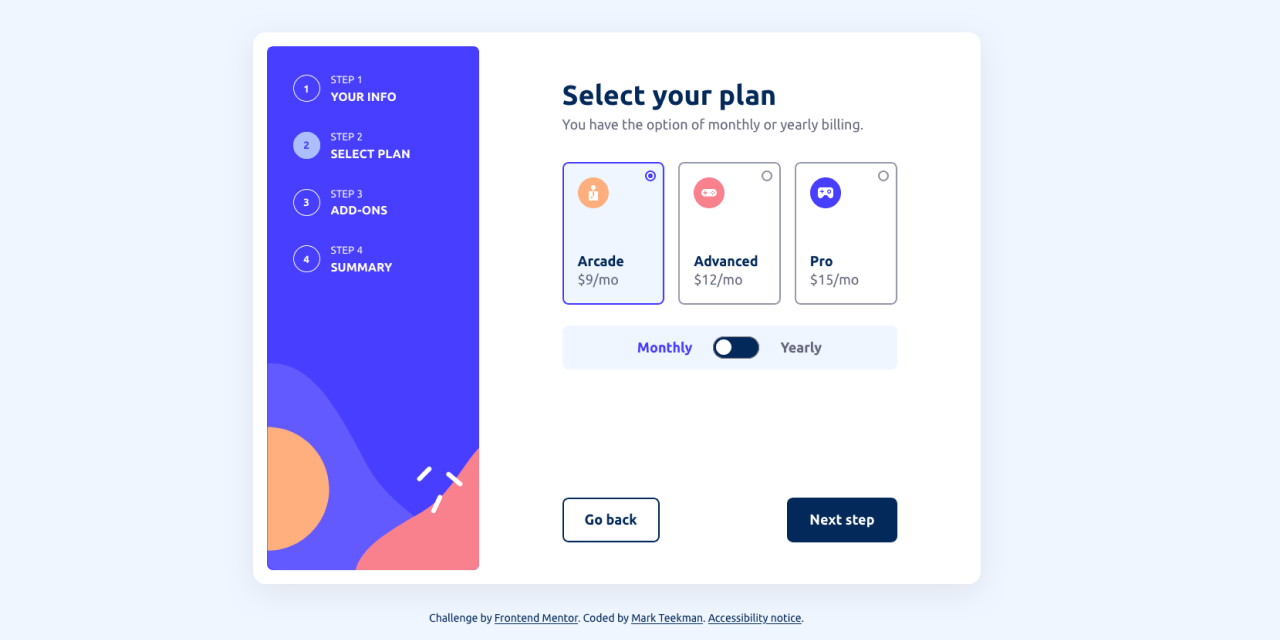 1
STEP 1
YOUR INFO
2
STEP 2
SELECT PLAN
3
STEP 3
ADD-ONS
4
STEP 4
SUMMARY
Select your plan
You have the option of monthly or yearly billing.
Arcade
$9/mo
Advanced
$12/mo
Pro
$15/mo
Monthly Yearly
Go back Next step
Challenge by Frontend Mentor. Coded by Mark Teekman. Accessibility notice.